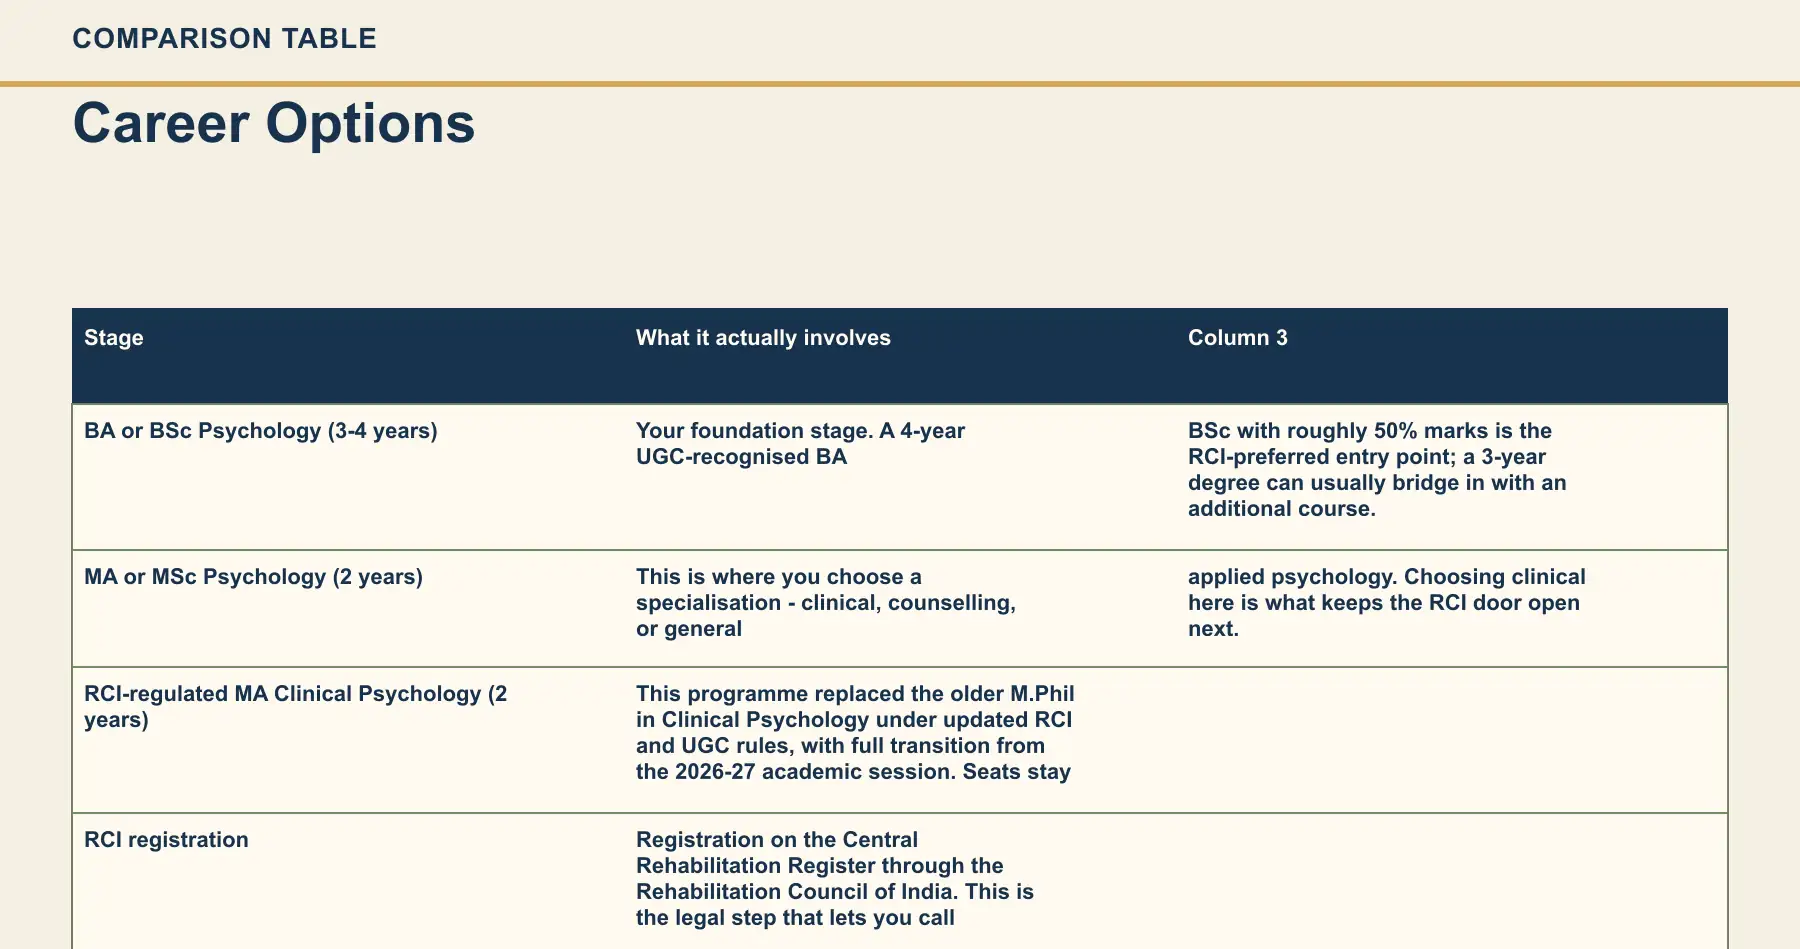 COMPARISON TABLE
Career Options
Stage
What it actually involves
Column 3
BA or BSc Psychology (3-4 years)
Your foundation stage. A 4-year
UGC-recognised BA
BSc with roughly 50% marks is the
RCI-preferred entry point; a 3-year
degree can usually bridge in with an
additional course.
MA or MSc Psychology (2 years)
This is where you choose a
specialisation - clinical, counselling,
or general
applied psychology. Choosing clinical
here is what keeps the RCI door open
next.
RCI-regulated MA Clinical Psychology (2
years)
This programme replaced the older M.Phil
in Clinical Psychology under updated RCI
and UGC rules, with full transition from
the 2026-27 academic session. Seats stay
RCI registration
Registration on the Central
Rehabilitation Register through the
Rehabilitation Council of India. This is
the legal step that lets you call